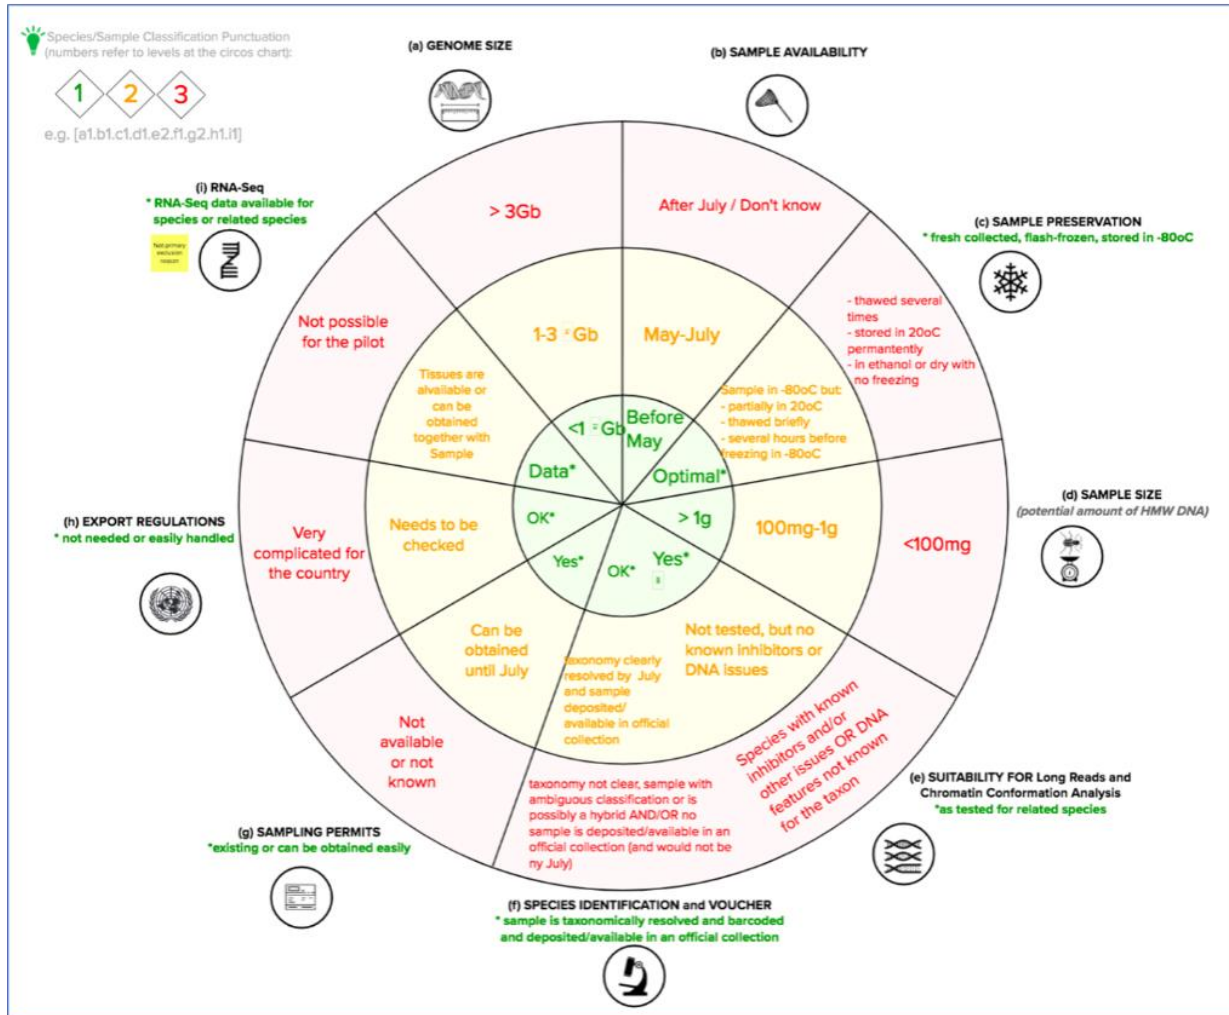 Species/Sample Classification Punctuation
(numbers refer to levels at the circos chart):
1 2 3
e.g. [a1.b1.c1.d1.e2.f1.g2.h1.i1]
(a) GENOME SIZE
> 3Gb
1-3 Gb
<1 Gb
(b) SAMPLE AVAILABILITY
After July / Don't know
May-July
Before
May
(c) SAMPLE PRESERVATION
* fresh collected, flash-frozen, stored in -80oC
- thawed several
times
- stored in 20oC
permantently
- in ethanol or dry with
no freezing
Sample in -80oC but:
- partially in 20oC
- thawed briefly
- several hours before
freezing in -80oC
Optimal*
(d) SAMPLE SIZE
(potential amount of HMW DNA)
<100mg
100mg-1g
> 1g
(e) SUITABILITY FOR Long Reads and
Chromatin Conformation Analysis
*as tested for related species
Species with known
inhibitors and/or
other issues OR DNA
features not known
for the taxon
Not tested, but no
known inhibitors or
DNA issues
Yes*
(f) SPECIES IDENTIFICATION and VOUCHER
* sample is taxonomically resolved and barcoded
and deposited/available in an official collection
taxonomy not clear, sample with
ambiguous classification or is
possibly a hybrid AND/OR no
sample is deposited/available in an
official collection (and would not be
ny July)
taxonomy clearly
resolved by July
and sample
deposited/
available in official
collection
OK*
(g) SAMPLING PERMITS
*existing or can be obtained easily
Not
available
or not
known
Can be
obtained
until July
Yes*
(h) EXPORT REGULATIONS
* not needed or easily handled
Very
complicated for
the country
Needs to be
checked
OK*
(i) RNA-Seq
* RNA-Seq data available for
species or related species
Not primary
exclusion
reason
Not possible
for the pilot
Tissues are
alvailable or
can be
obtained
together with
Sample
Data*